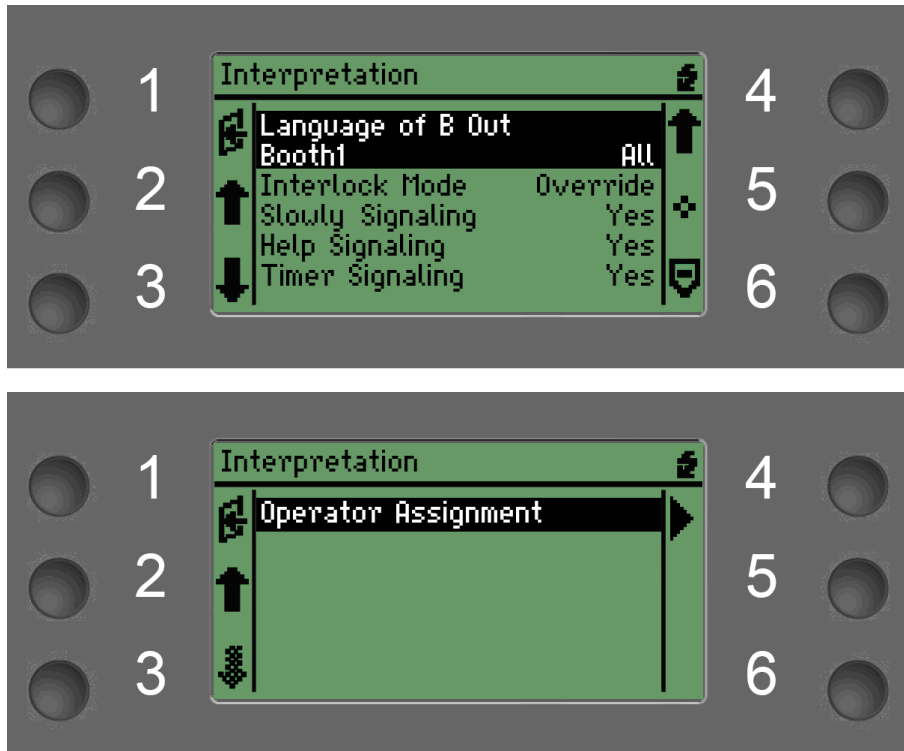 Interpretation
1
4
Language of B Out
Booth1 All
2
5
Interlock Mode Override
Slowly Signaling Yes
Help Signaling Yes
3
6
Timer Signaling Yes
Interpretation
1
4
Operator Assignment
2
5
3
6